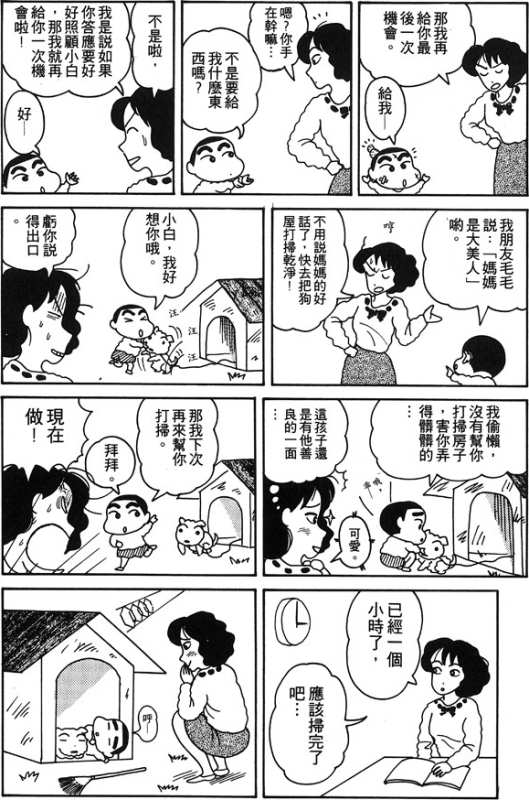 那我再
給你最
後一次
機會。
給我—
嗯？你手
在幹嘛…
不是要給
我什麼東
西嗎？
不是啦，
我是說如果
你答應要好
好照顧小白
，那我就再
給你一次機
會啦！
好—
我朋友毛毛
說：「媽媽
是大美人」
喲。
哼
不用說媽媽的好
話了，快去把狗
屋打掃乾淨！
小白，我好
想你哦。
汪
汪
虧你說
得出口
。
我偷懶，
沒有幫你
打掃房子
，害你弄
得髒髒的
…
這孩子還
是有他善
良的一面
…
可愛。
那我下次
再來幫你
打掃。
拜拜。
現在
做！
已經一個
小時了，
應該掃完了
吧…
呼